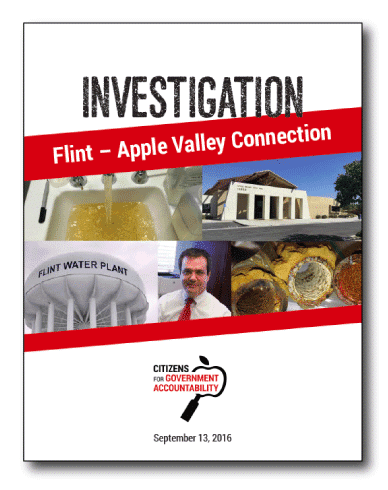 INVESTIGATION
Flint – Apple Valley Connection
FLINT WATER PLANT
CITIZENS
FOR GOVERNMENT
ACCOUNTABILITY
September 13, 2016